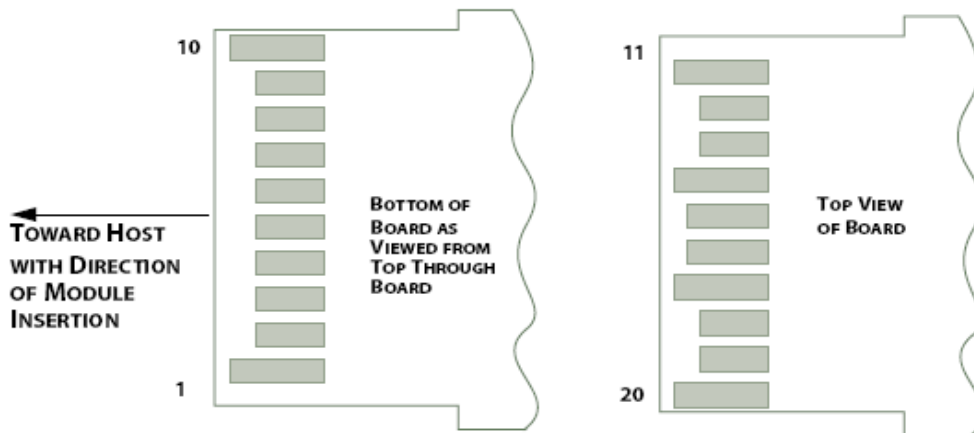 10
TOWARD HOST
WITH DIRECTION
OF MODULE
INSERTION
1
BOTTOM OF
BOARD AS
VIEWED FROM
TOP THROUGH
BOARD
11
TOP VIEW
OF BOARD
20